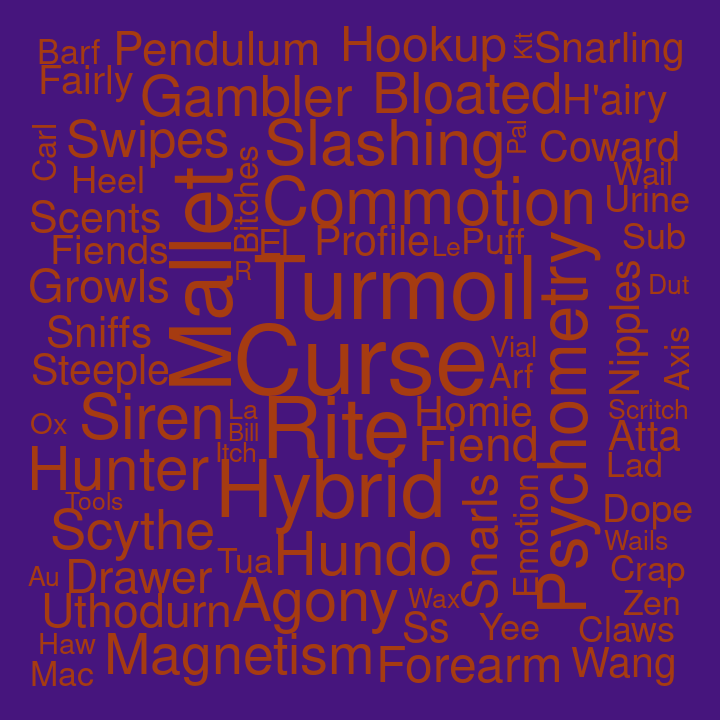 Barf
Pendulum
Hookup
Kit
Snarling
Fairly
Gambler
Bloated
H'airy
Carl
Swipes
Slashing
Pal
Coward
Heel
Mallet
Bitches
Commotion
Wail
Urine
Scents
Fiends
El
Profile
Le
Puff
Sub
Growls
R
Turmoil
Psychometry
Nipples
Dut
Sniffs
Curse
Vial
Axis
Steeple
Arf
Ox
Siren
La
Rite
Homie
Scritch
Bill
Fiend
Atta
Itch
Hunter
Hybrid
Lad
Tools
Snarls
Emotion
Dope
Scythe
Hundo
Wails
Au
Drawer
Tua
Crap
Uthodurn
Agony
Wax
Zen
Haw
Magnetism
Ss
Yee
Claws
Mac
Forearm
Wang